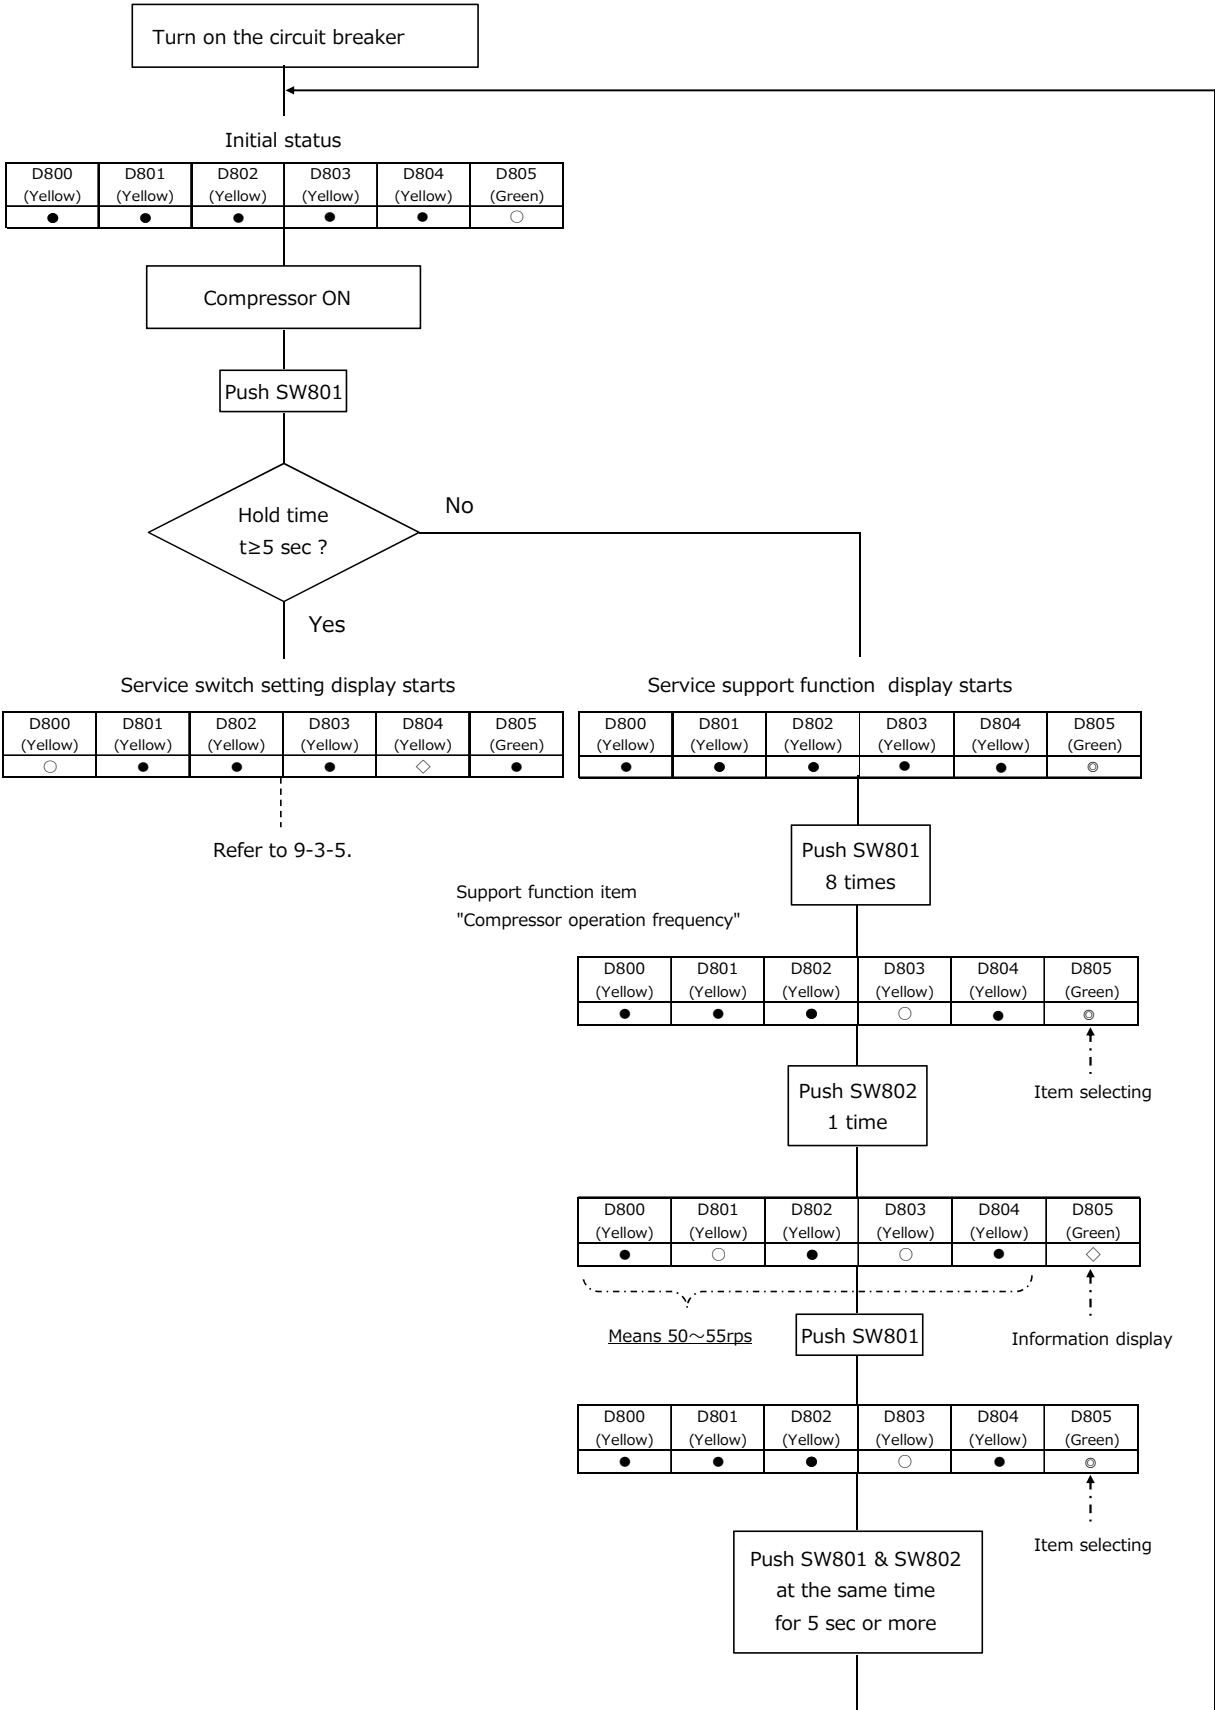 Turn on the circuit breaker
Initial status
D800 D801 D802 D803 D804 D805
(Yellow) (Yellow) (Yellow) (Yellow) (Yellow) (Green)
● ● ● ● ● ○
Compressor ON
Push SW801
Hold time
t≥5 sec ?
No
Yes
Service switch setting display starts
D800 D801 D802 D803 D804 D805
(Yellow) (Yellow) (Yellow) (Yellow) (Yellow) (Green)
○ ● ● ● ◇ ●
Refer to 9-3-5.
Service support function display starts
D800 D801 D802 D803 D804 D805
(Yellow) (Yellow) (Yellow) (Yellow) (Yellow) (Green)
● ● ● ● ● ◎
Push SW801
8 times
Support function item
"Compressor operation frequency"
D800 D801 D802 D803 D804 D805
(Yellow) (Yellow) (Yellow) (Yellow) (Yellow) (Green)
● ● ● ○ ● ◎
Item selecting
Push SW802
1 time
D800 D801 D802 D803 D804 D805
(Yellow) (Yellow) (Yellow) (Yellow) (Yellow) (Green)
● ○ ● ○ ● ◇
Means 50～55rps
Push SW801
Information display
D800 D801 D802 D803 D804 D805
(Yellow) (Yellow) (Yellow) (Yellow) (Yellow) (Green)
● ● ● ○ ● ◎
Item selecting
Push SW801 & SW802
at the same time
for 5 sec or more